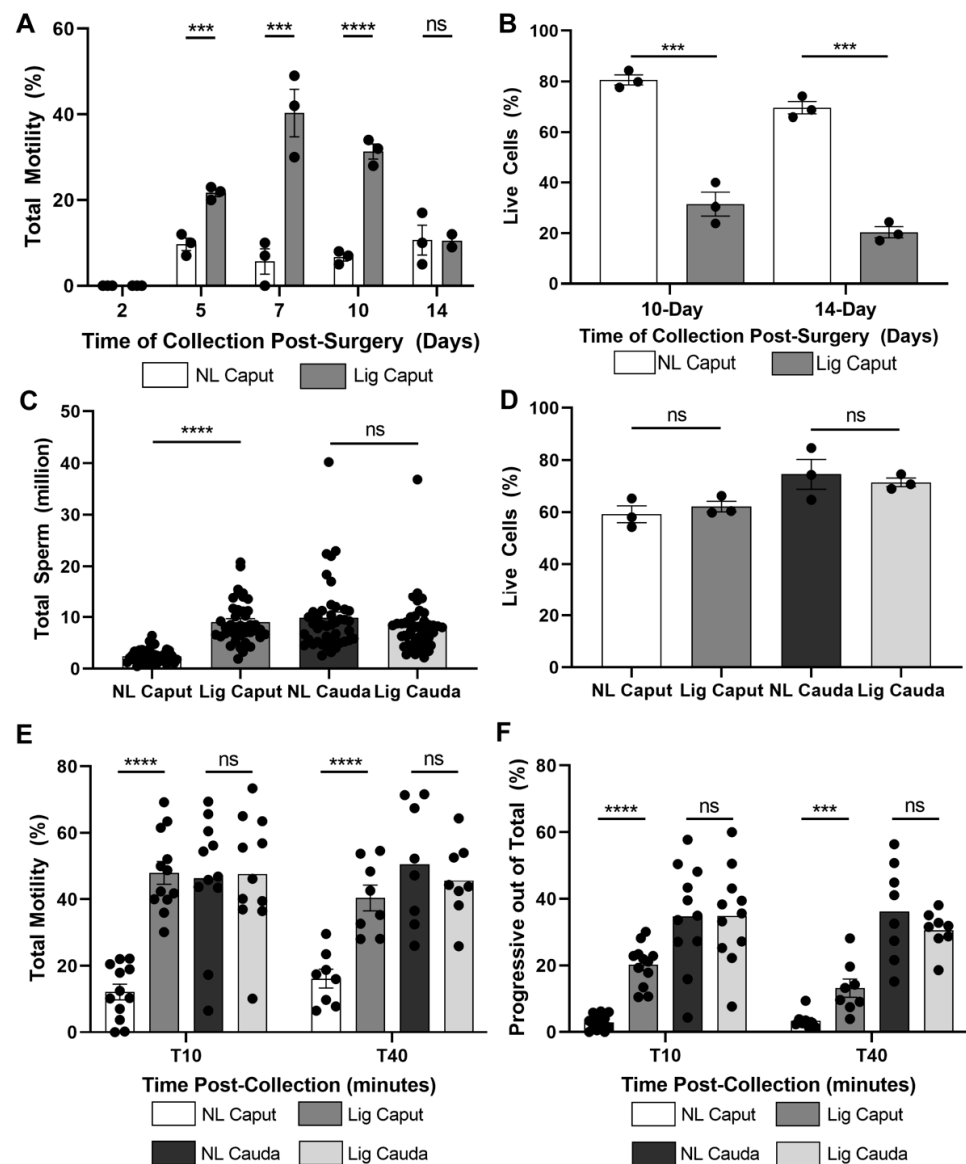 A
Total Motility (%)
60
40
20
0
*** *** **** ns
2 5 7 10 14
Time of Collection Post-Surgery (Days)
NL Caput Lig Caput
B
Live Cells (%)
100
80
60
40
20
0
*** ***
10-Day 14-Day
Time of Collection Post-Surgery (Days)
NL Caput Lig Caput
C
Total Sperm (million)
50
40
30
20
10
0
**** ns
NL Caput Lig Caput NL Cauda Lig Cauda
D
Live Cells (%)
100
80
60
40
20
0
ns ns
NL Caput Lig Caput NL Cauda Lig Cauda
E
Total Motility (%)
80
60
40
20
0
**** ns **** ns
T10 T40
Time Post-Collection (minutes)
NL Caput Lig Caput
NL Cauda Lig Cauda
F
Progressive out of Total (%)
80
60
40
20
0
**** ns *** ns
T10 T40
Time Post-Collection (minutes)
NL Caput Lig Caput
NL Cauda Lig Cauda